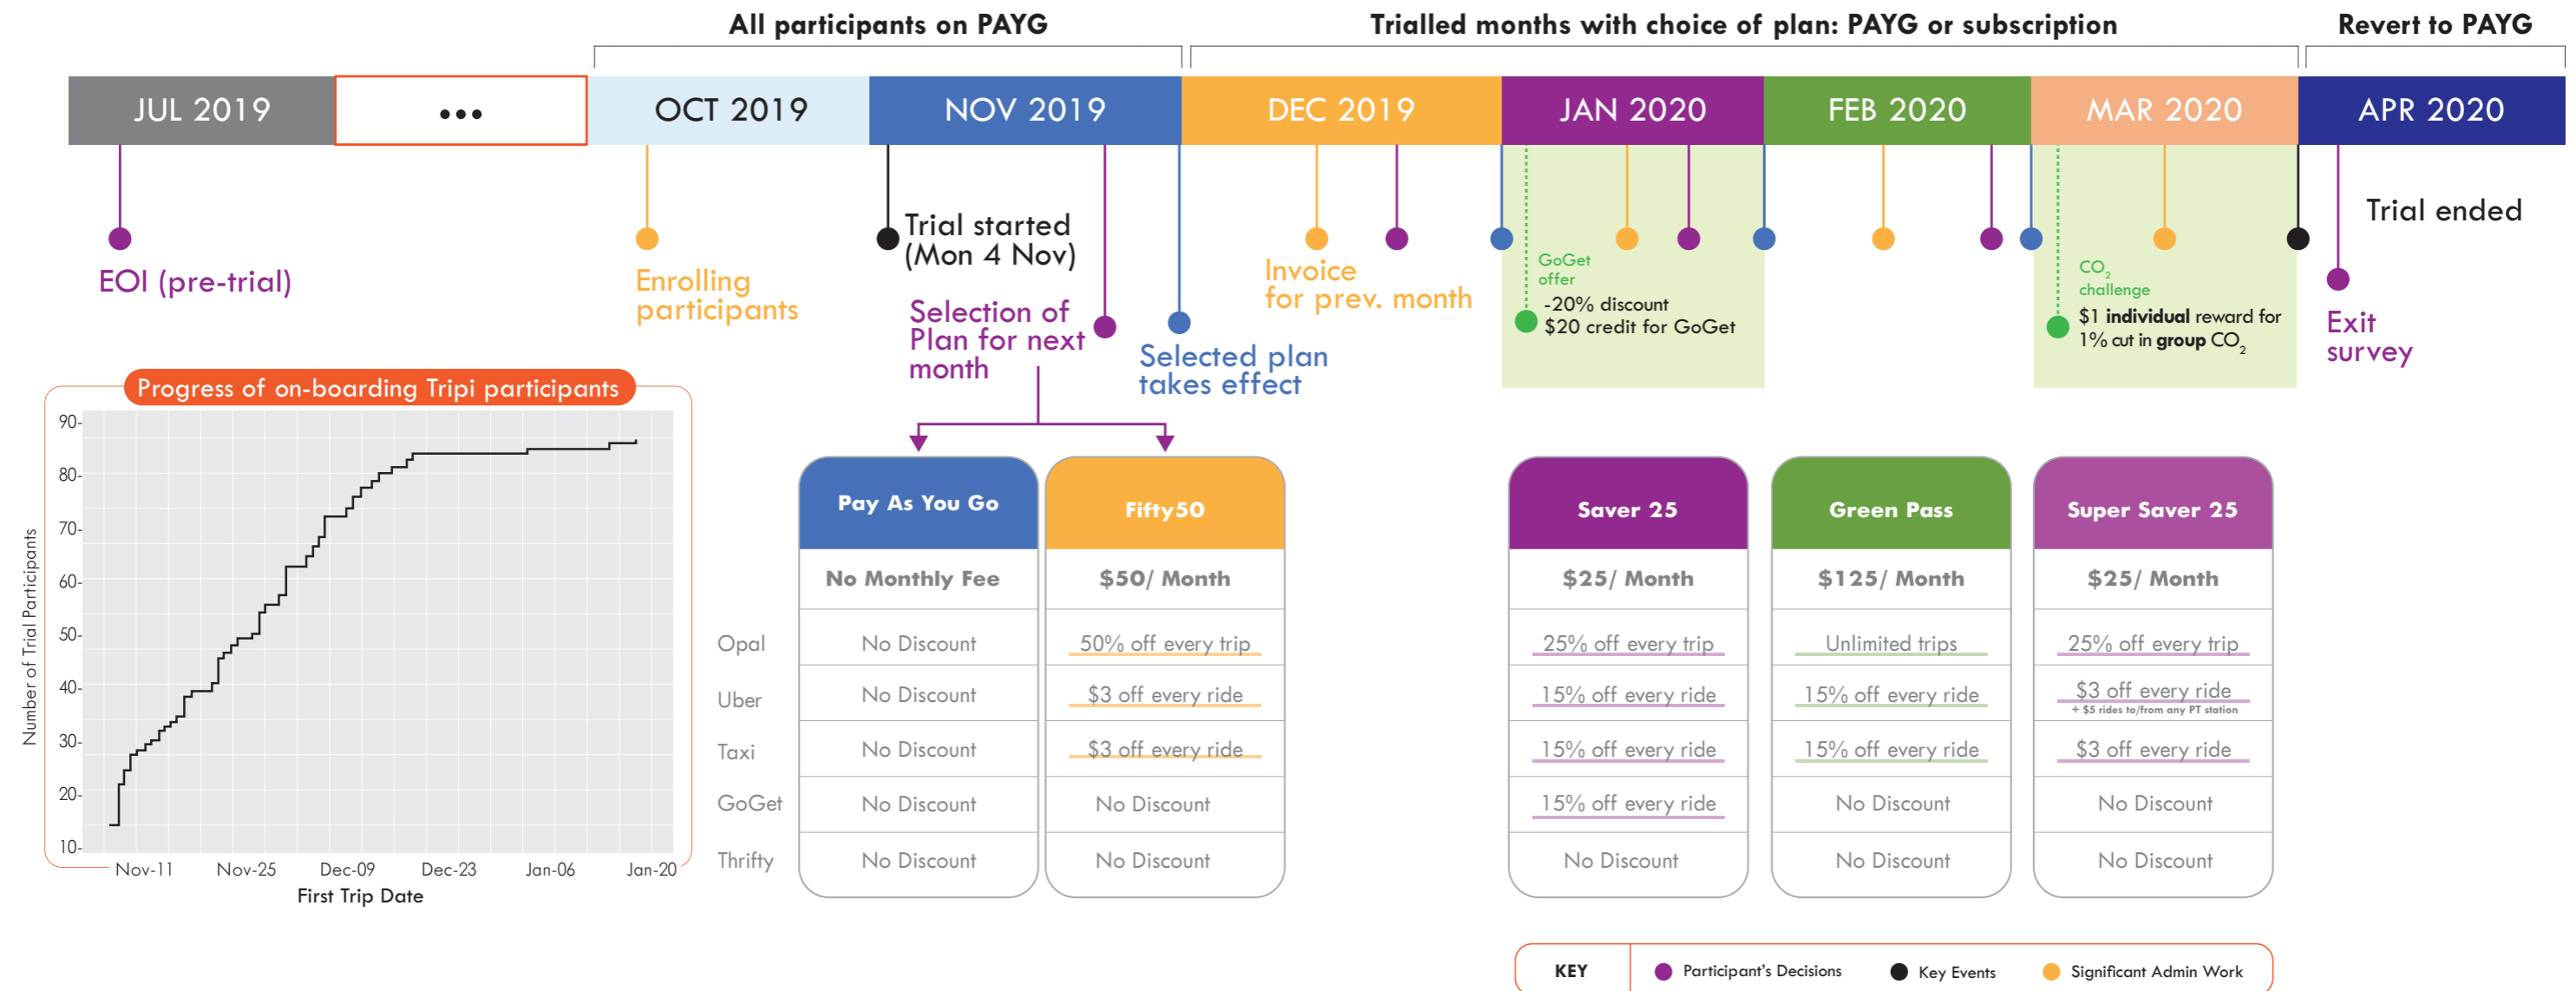 All participants on PAYG
Trialled months with choice of plan: PAYG or subscription
Revert to PAYG
JUL 2019
...
OCT 2019
NOV 2019
DEC 2019
JAN 2020
FEB 2020
MAR 2020
APR 2020
EOI (pre-trial)
Enrolling
participants
Trial started
(Mon 4 Nov)
Selection of
Plan for next
month
Selected plan
takes effect
Invoice
for prev. month
GoGet
offer
-20% discount
$20 credit for GoGet
CO2
challenge
$1 individual reward for
1% cut in group CO2
Trial ended
Exit
survey
Progress of on-boarding Tripi participants
Number of Trial Participants
90-
80-
70-
60-
50-
40-
30-
20-
10-
Nov-11 Nov-25 Dec-09 Dec-23 Jan-06 Jan-20
First Trip Date
Pay As You Go Fifty50 Saver 25 Green Pass Super Saver 25
No Monthly Fee $50/ Month $25/ Month $125/ Month $25/ Month
Opal No Discount 50% off every trip 25% off every trip Unlimited trips 25% off every trip
Uber No Discount $3 off every ride 15% off every ride 15% off every ride $3 off every ride
+ $5 rides to/from any PT station
Taxi No Discount $3 off every ride 15% off every ride 15% off every ride $3 off every ride
GoGet No Discount No Discount 15% off every ride No Discount No Discount
Thrifty No Discount No Discount No Discount No Discount No Discount
KEY Participant's Decisions Key Events Significant Admin Work